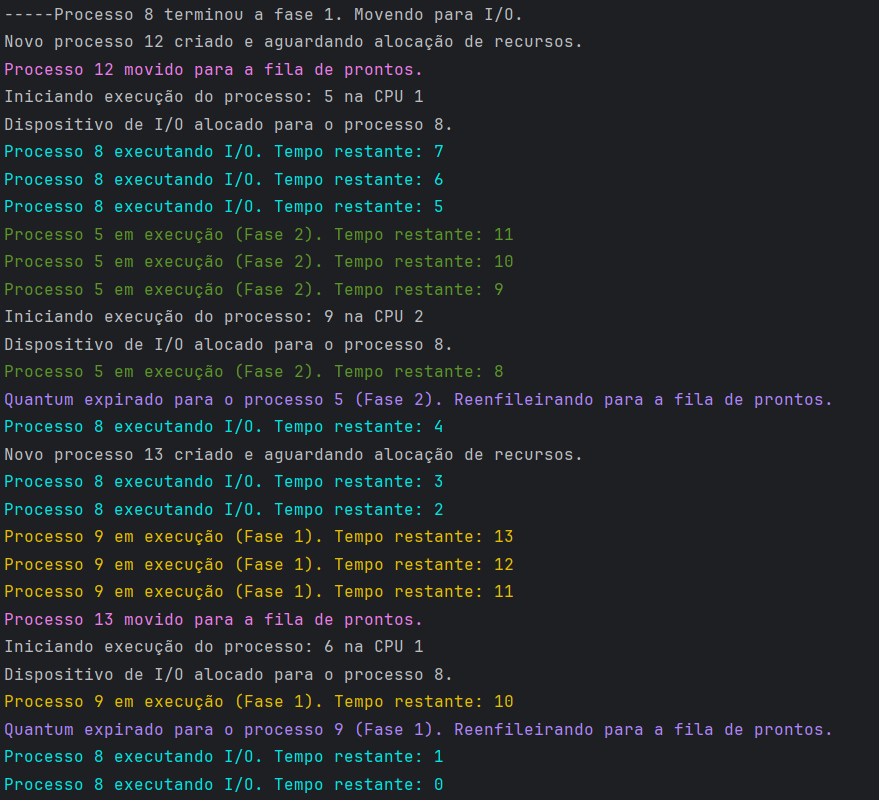 -----Processo 8 terminou a fase 1. Movendo para I/O.
Novo Processo 12 criado e aguardando alocação de recursos.
Processo 12 movido para a fila de prontos.
Iniciando execução do processo: 5 na CPU 1
Dispositivo de I/O alocado para o processo 8.
Processo 8 executando I/O. Tempo restante: 7
Processo 8 executando I/O. Tempo restante: 6
Processo 8 executando I/O. Tempo restante: 5
Processo 5 em execução (Fase 2). Tempo restante: 11
Processo 5 em execução (Fase 2). Tempo restante: 10
Processo 5 em execução (Fase 2). Tempo restante: 9
Iniciando execução do processo: 9 na CPU 2
Dispositivo de I/O alocado para o processo 8.
Processo 5 em execução (Fase 2). Tempo restante: 8
Quantum expirado para o processo 5 (Fase 2). Reenfileirando para a fila de prontos.
Processo 8 executando I/O. Tempo restante: 4
Novo Processo 13 criado e aguardando alocação de recursos.
Processo 8 executando I/O. Tempo restante: 3
Processo 8 executando I/O. Tempo restante: 2
Processo 9 em execução (Fase 1). Tempo restante: 13
Processo 9 em execução (Fase 1). Tempo restante: 12
Processo 9 em execução (Fase 1). Tempo restante: 11
Processo 13 movido para a fila de prontos.
Iniciando execução do processo: 6 na CPU 1
Dispositivo de I/O alocado para o processo 8.
Processo 9 em execução (Fase 1). Tempo restante: 10
Quantum expirado para o processo 9 (Fase 1). Reenfileirando para a fila de prontos.
Processo 8 executando I/O. Tempo restante: 1
Processo 8 executando I/O. Tempo restante: 0